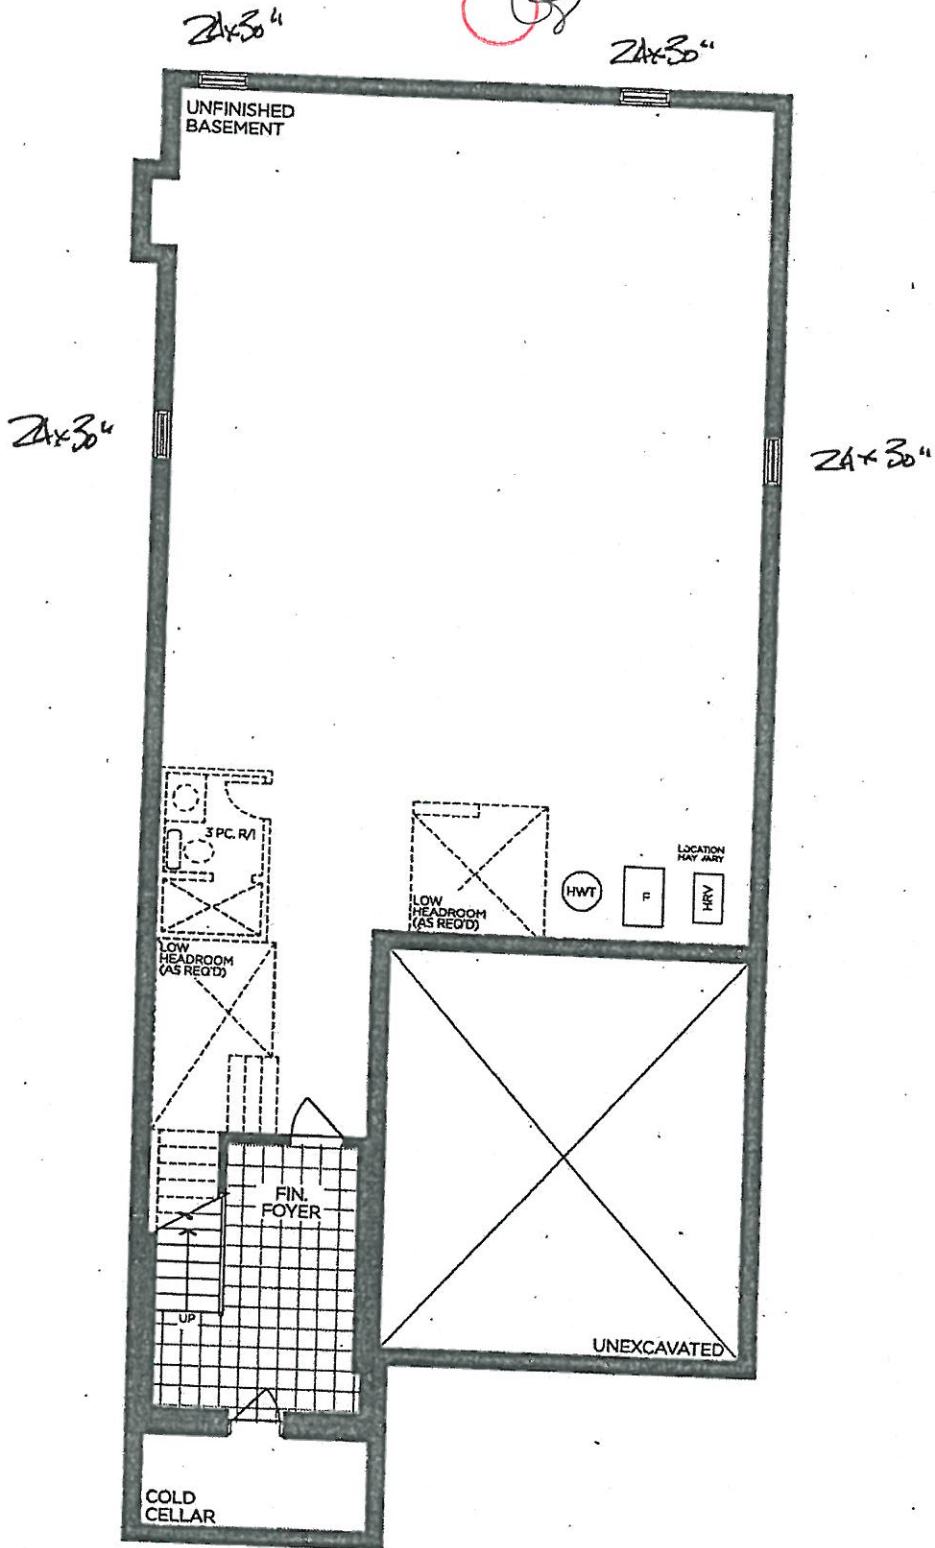 24x30"
24x30"
UNFINISHED
BASEMENT
24x30"
24x30"
3 PC. R/I
LOCATION
MAY VARY
HWT
F
HRV
LOW
HEADROOM
(AS REQ'D)
LOW
HEADROOM
(AS REQ'D)
FIN.
FOYER
UP
UNEXCAVATED
COLD
CELLAR